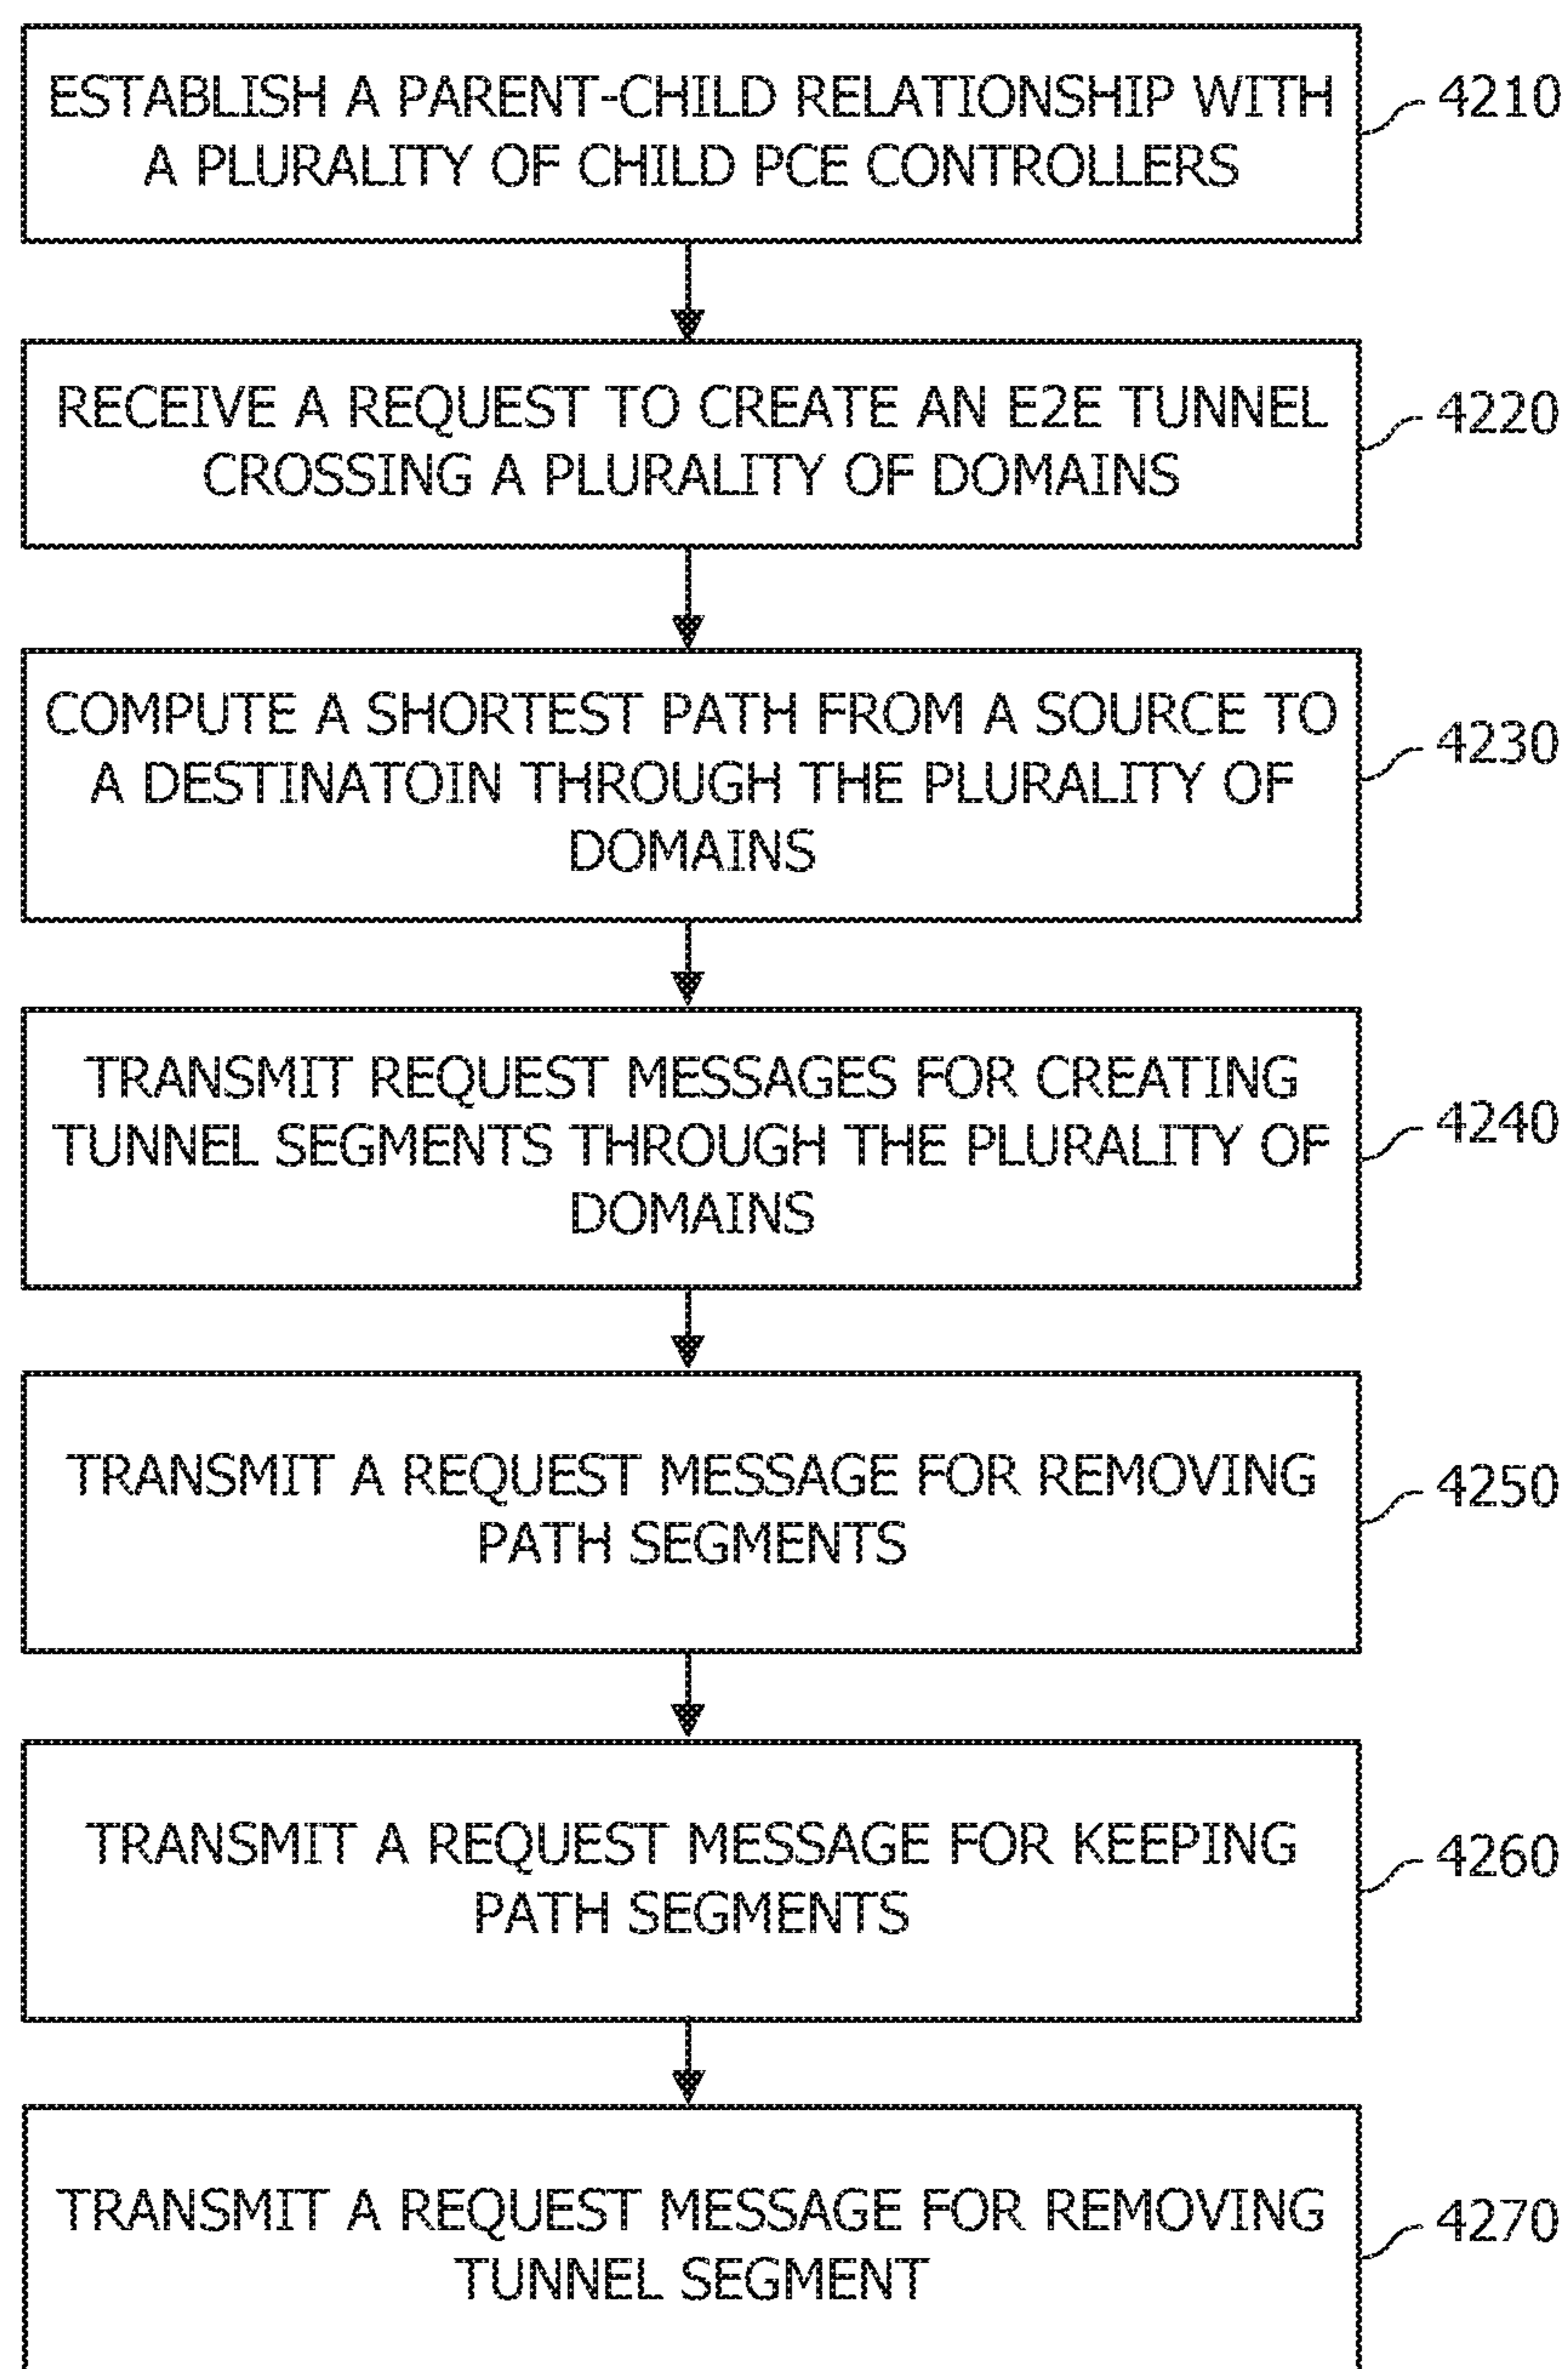 ESTABLISH A PARENT-CHILD RELATIONSHIP WITH
A PLURALITY OF CHILD PCE CONTROLLERS
4210
RECEIVE A REQUEST TO CREATE AN E2E TUNNEL
CROSSING A PLURALITY OF DOMAINS
4220
COMPUTE A SHORTEST PATH FROM A SOURCE TO
A DESTINATOIN THROUGH THE PLURALITY OF
DOMAINS
4230
TRANSMIT REQUEST MESSAGES FOR CREATING
TUNNEL SEGMENTS THROUGH THE PLURALITY OF
DOMAINS
4240
TRANSMIT A REQUEST MESSAGE FOR REMOVING
PATH SEGMENTS
4250
TRANSMIT A REQUEST MESSAGE FOR KEEPING
PATH SEGMENTS
4260
TRANSMIT A REQUEST MESSAGE FOR REMOVING
TUNNEL SEGMENT
4270